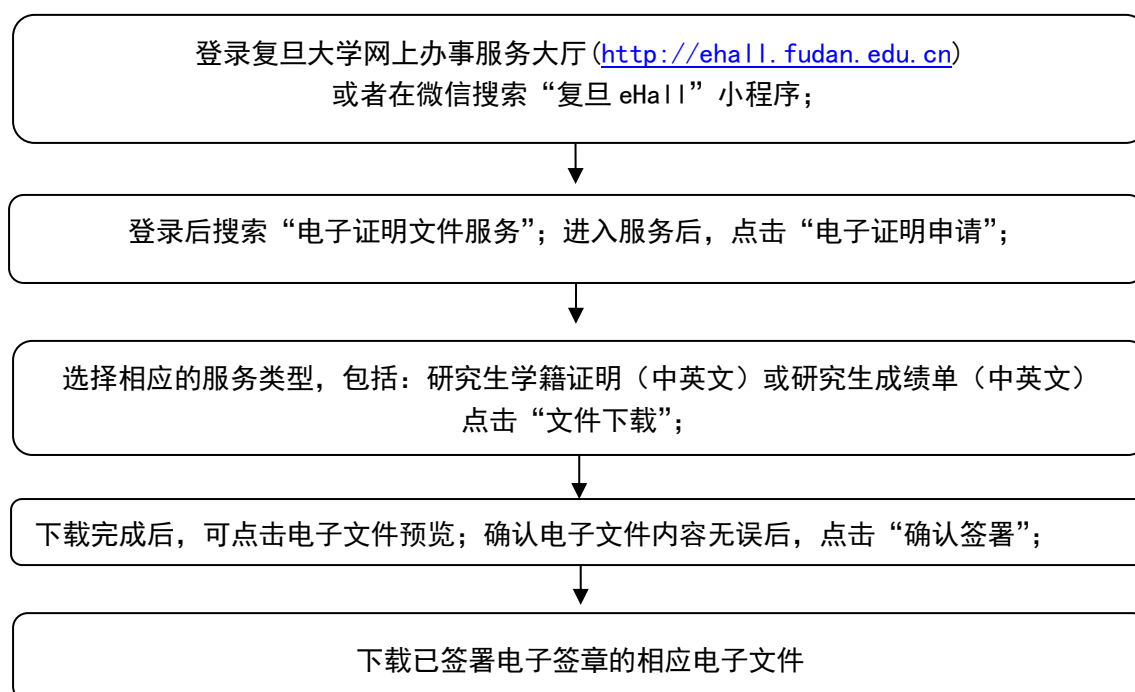 登录复旦大学网上办事服务大厅(http://ehall.fudan.edu.cn)
或者在微信搜索“复旦 eHall”小程序；
登录后搜索“电子证明文件服务”；进入服务后，点击“电子证明申请”；
选择相应的服务类型，包括：研究生学籍证明（中英文）或研究生成绩单（中英文）
点击“文件下载”；
下载完成后，可点击电子文件预览；确认电子文件内容无误后，点击“确认签署”；
下载已签署电子签章的相应电子文件